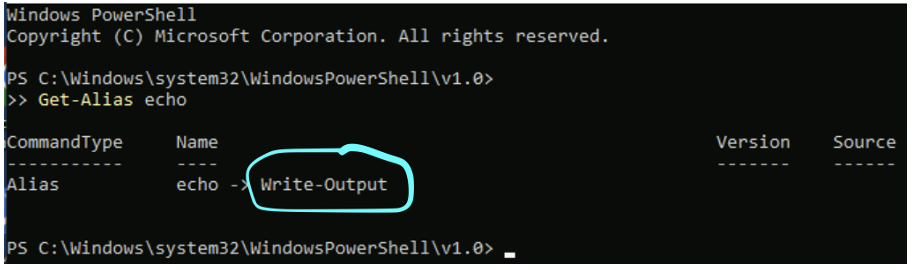 Windows PowerShell
Copyright (C) Microsoft Corporation. All rights reserved.
PS C:\Windows\system32\WindowsPowerShell\v1.0>
>> Get-Alias echo
CommandType     Name                                               Version    Source
-----------     ----                                               -------    ------
Alias           echo -> Write-Output
PS C:\Windows\system32\WindowsPowerShell\v1.0>